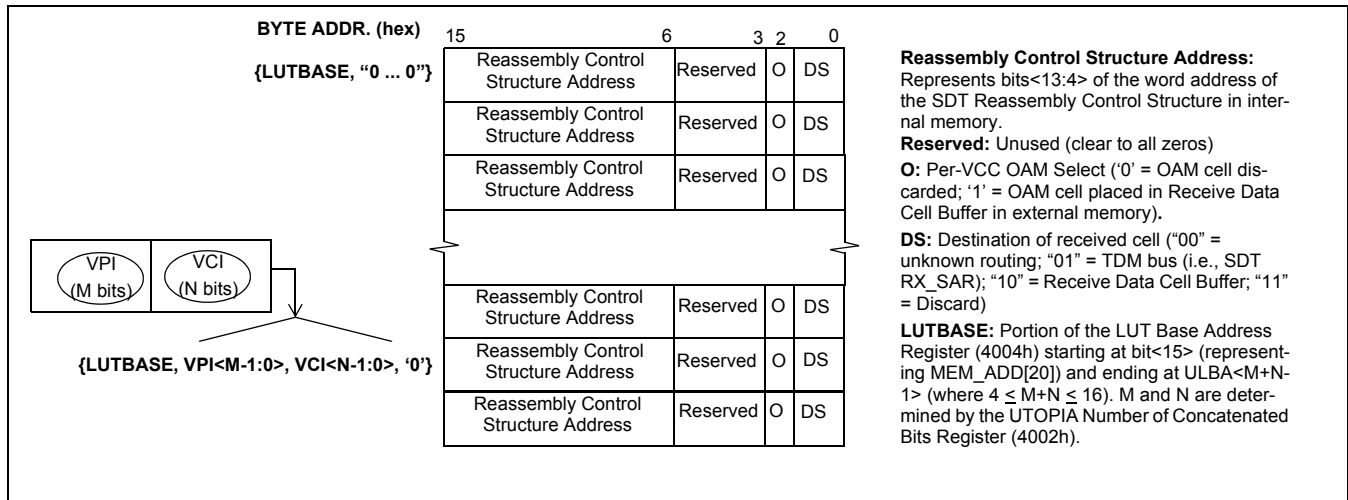 BYTE ADDR. (hex)
15 6 3 2 0
{LUTBASE, “0 ... 0”}
Reassembly Control
Structure Address
Reserved
O
DS
Reassembly Control
Structure Address
Reserved
O
DS
Reassembly Control
Structure Address
Reserved
O
DS
VPI
(M bits)
VCI
(N bits)
{LUTBASE, VPI<M-1:0>, VCI<N-1:0>, ‘0’}
Reassembly Control
Structure Address
Reserved
O
DS
Reassembly Control
Structure Address
Reserved
O
DS
Reassembly Control
Structure Address
Reserved
O
DS
Reassembly Control Structure Address:
Represents bits<13:4> of the word address of
the SDT Reassembly Control Structure in inter-
nal memory.
Reserved: Unused (clear to all zeros)
O: Per-VCC OAM Select (‘0’ = OAM cell dis-
carded; ‘1’ = OAM cell placed in Receive Data
Cell Buffer in external memory).
DS: Destination of received cell (“00” =
unknown routing; “01” = TDM bus (i.e., SDT
RX_SAR); “10” = Receive Data Cell Buffer; “11”
= Discard)
LUTBASE: Portion of the LUT Base Address
Register (4004h) starting at bit<15> (represent-
ing MEM_ADD[20]) and ending at ULBA<M+N-
1> (where 4 ≤ M+N ≤ 16). M and N are deter-
mined by the UTOPIA Number of Concatenated
Bits Register (4002h).